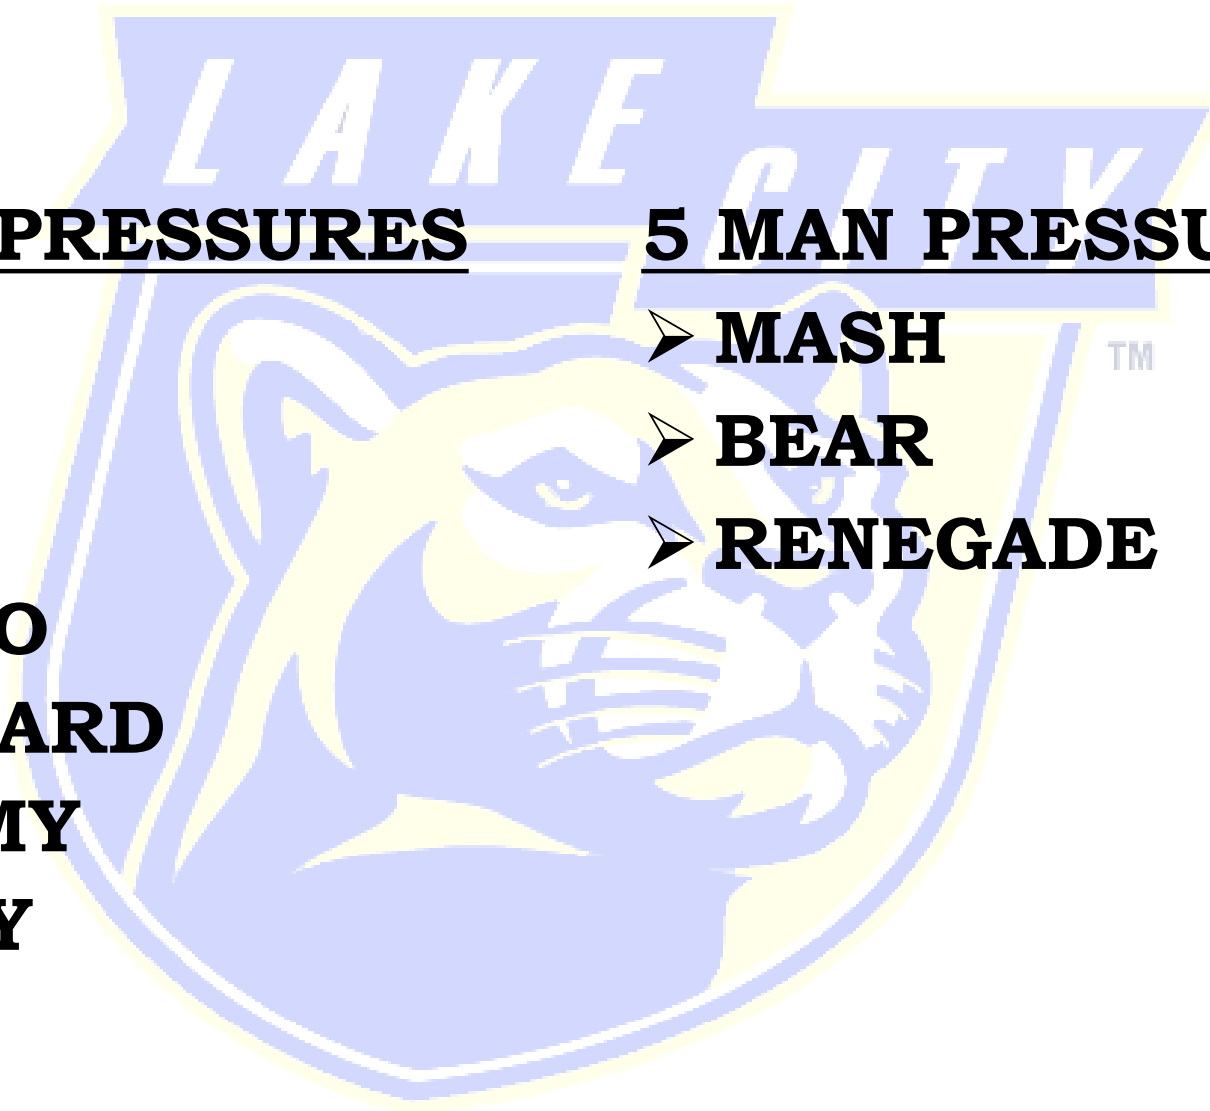 LAKE
CITY
PRESSURES
5 MAN PRESSU
MASH
BEAR
RENEGADE
TM
O
ARD
MY
Y